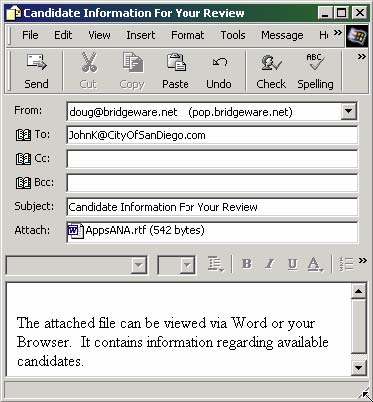 Candidate Information For Your Review
File Edit View Insert Format Tools Message He »
Send Cut Copy Paste Undo Check Spelling »
From: doug@bridgeware.net (pop.bridgeware.net)
To: JohnK@CityOfSanDiego.com
Cc:
Bcc:
Subject: Candidate Information For Your Review
Attach: AppsANA.rtf (542 bytes)
B I U A »
The attached file can be viewed via Word or your
Browser. It contains information regarding available
candidates.